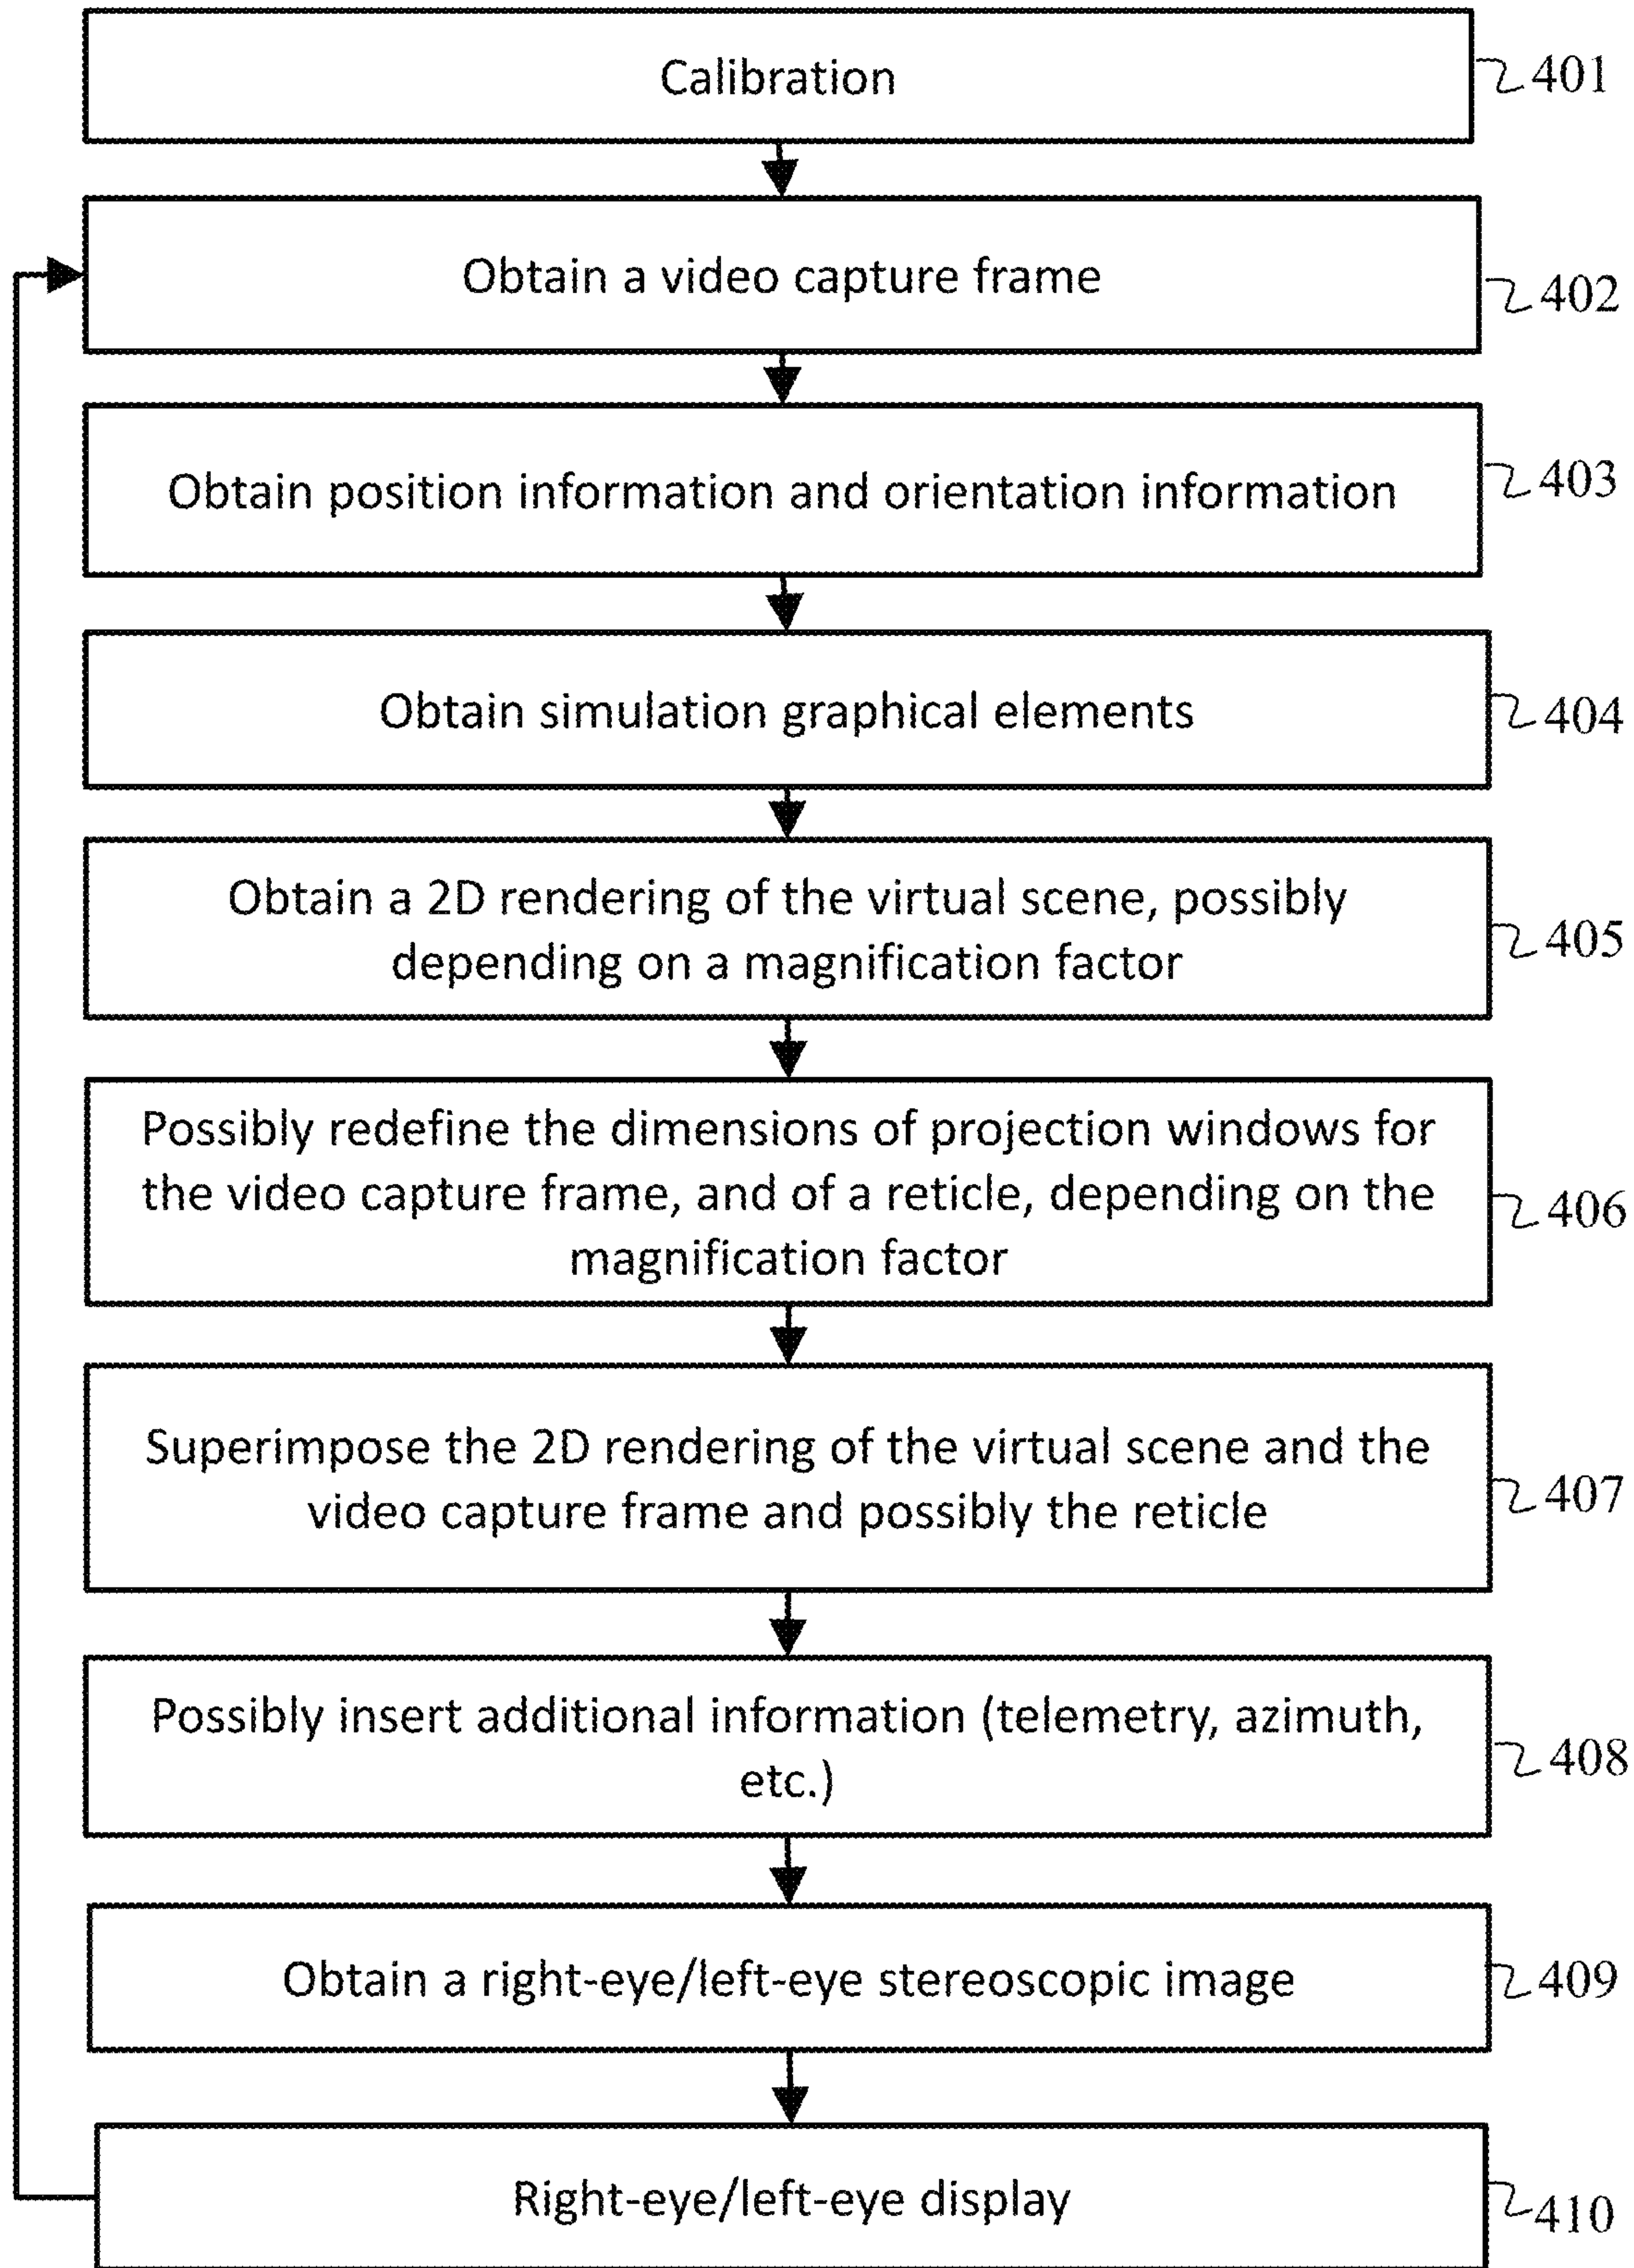 Calibration
401
Obtain a video capture frame
402
Obtain position information and orientation information
403
Obtain simulation graphical elements
404
Obtain a 2D rendering of the virtual scene, possibly
depending on a magnification factor
405
Possibly redefine the dimensions of projection windows for
the video capture frame, and of a reticle, depending on the
magnification factor
406
Superimpose the 2D rendering of the virtual scene and the
video capture frame and possibly the reticle
407
Possibly insert additional information (telemetry, azimuth,
etc.)
408
Obtain a right-eye/left-eye stereoscopic image
409
Right-eye/left-eye display
410